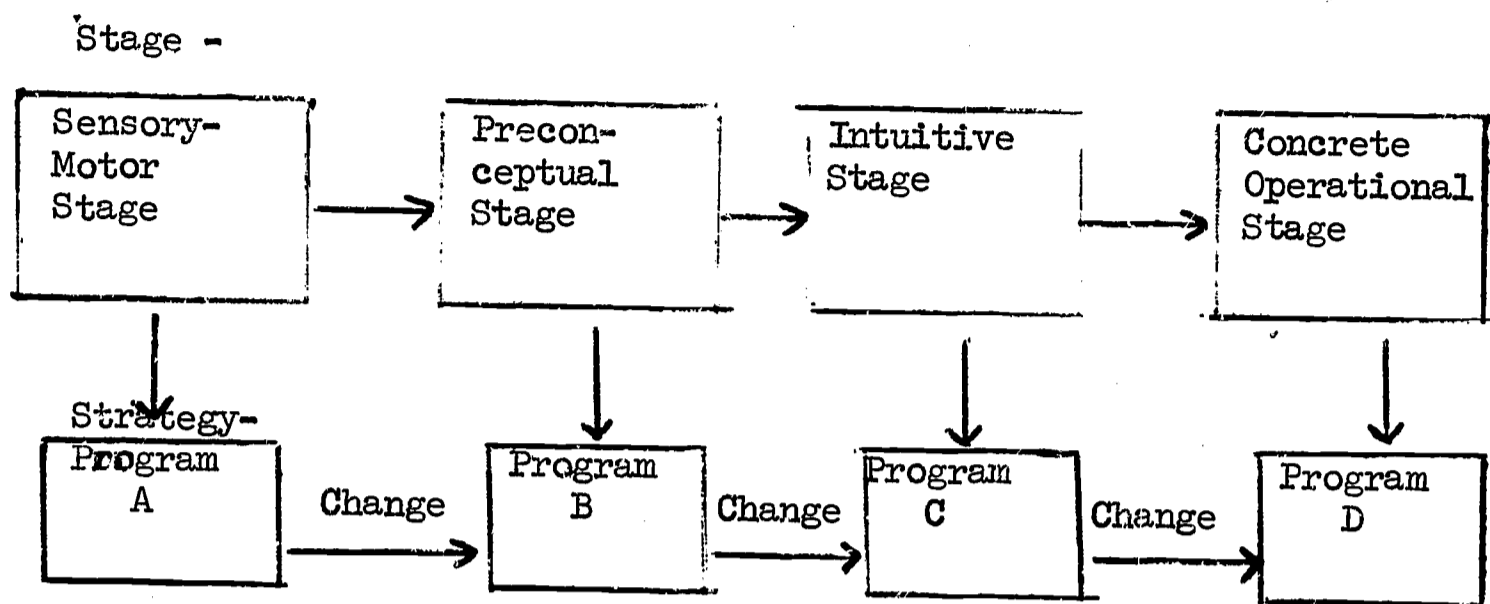 Stage -
Sensory-
Motor
Stage
Precon-
ceptual
Stage
Intuitive
Stage
Concrete
Operational
Stage
Strategy-
Program
A
Change
Program
B
Change
Program
C
Change
Program
D